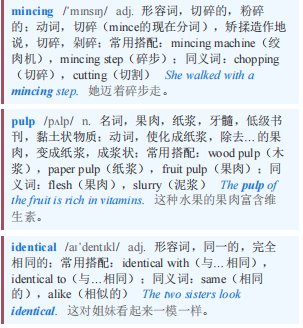 mincing /ˈmɪnsɪŋ/ adj. 形容词，切碎的，粉碎
的；动词，切碎(mince的现在分词)，矫揉造作地
说，切碎，剁碎；常用搭配：mincing machine (绞
肉机)，mincing step (碎步)；同义词：chopping
(切碎)，cutting (切割) She walked with a
mincing step. 她迈着碎步走。
pulp /pʌlp/ n. 名词，果肉，纸浆，牙髓，低级书
刊，黏土状物质；动词，使化成纸浆，除去...的果
肉，变成纸浆，成浆状；常用搭配：wood pulp (木
浆)，paper pulp (纸浆)，fruit pulp (果肉)；同
义词：flesh (果肉)，slurry (泥浆) The pulp of
the fruit is rich in vitamins. 这种水果的果肉富含维
生素。
identical /aɪˈdentɪkl/ adj. 形容词，同一的，完全
相同的；常用搭配：identical with (与...相同)，
identical to (与...相同)；同义词：same (相同
的)，alike (相似的) The two sisters look
identical. 这对姐妹看起来一模一样。